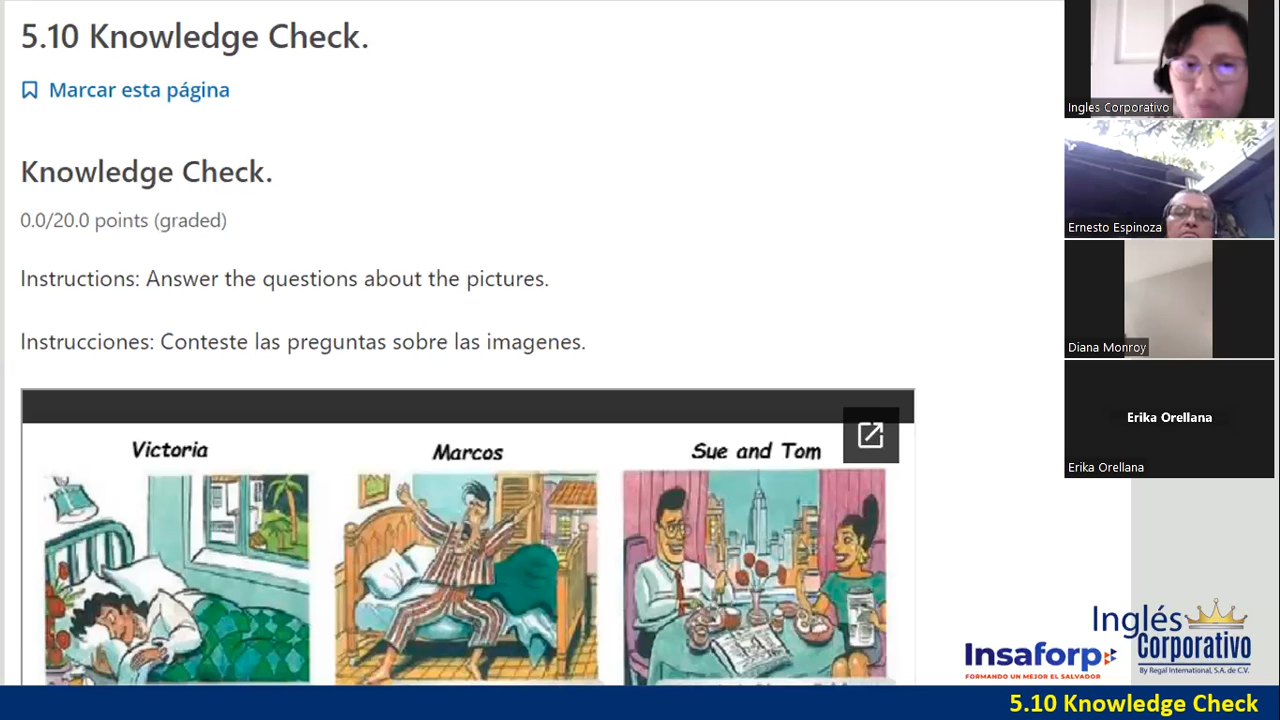 5.10 Knowledge Check.
Marcar esta página
Knowledge Check.
0.0/20.0 points (graded)
Instructions: Answer the questions about the pictures.
Instrucciones: Conteste las preguntas sobre las imagenes.
Victoria
Marcos
Sue and Tom
Ingles Corporativo
Ernesto Espinoza
Diana Monroy
Erika Orellana
Erika Orellana
Insaforp
FORMANDO UN MEJOR EL SALVADOR
Inglés
Corporativo
By Regal International, S.A. de C.V.
5.10 Knowledge Check